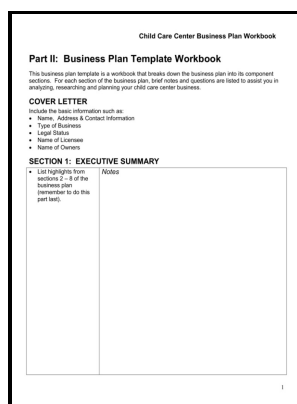 Child Care Center Business Plan Workbook
Part II: Business Plan Template Workbook
This business plan template is a workbook that breaks down the business plan into its component
sections. For each section of the business plan, brief notes and questions are listed to assist you in
analyzing, researching and planning your child care center business.
COVER LETTER
Include the basic information such as:
• Name, Address & Contact Information
• Type of Business
• Legal Status
• Name of Licensee
• Name of Owners
SECTION 1: EXECUTIVE SUMMARY
• List highlights from
sections 2 – 8 of the
business plan
(remember to do this
part last).
Notes
1